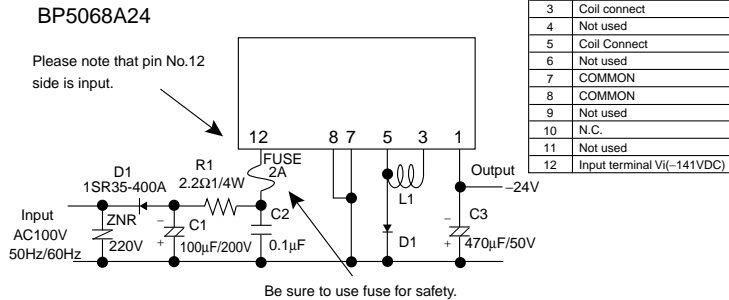 BP5068A24
Please note that pin No.12
side is input.
12
8
7
5
3
1
FUSE
2A
D1
1SR35-400A
R1
2.2Ω1/4W
L1
Output
−24V
Input
AC100V
50Hz/60Hz
ZNR
220V
−
+
C1
100μF/200V
C2
0.1μF
D1
−
+
C3
470μF/50V
Be sure to use fuse for safety.
3 Coil connect
4 Not used
5 Coil Connect
6 Not used
7 COMMON
8 COMMON
9 Not used
10 N.C.
11 Not used
12 Input terminal Vi(−141VDC)